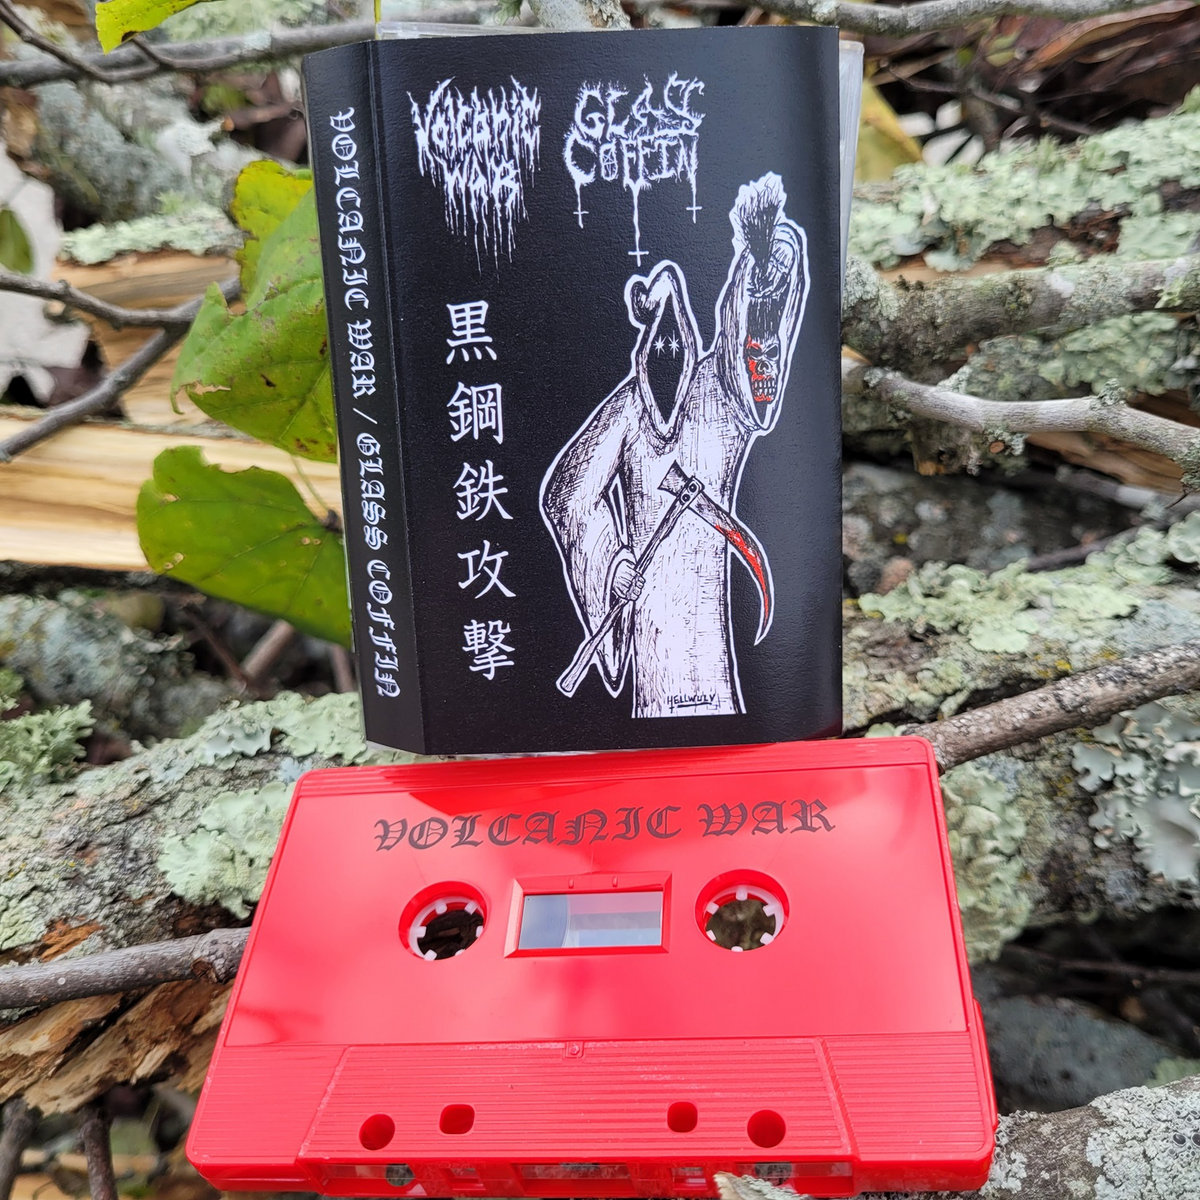 VOLCANIC WAR / GLASS COFFIN
VOLCANIC
WAR
GLASS
COFFIN
黒鋼鉄攻撃
HELLWULV
VOLCANIC WAR